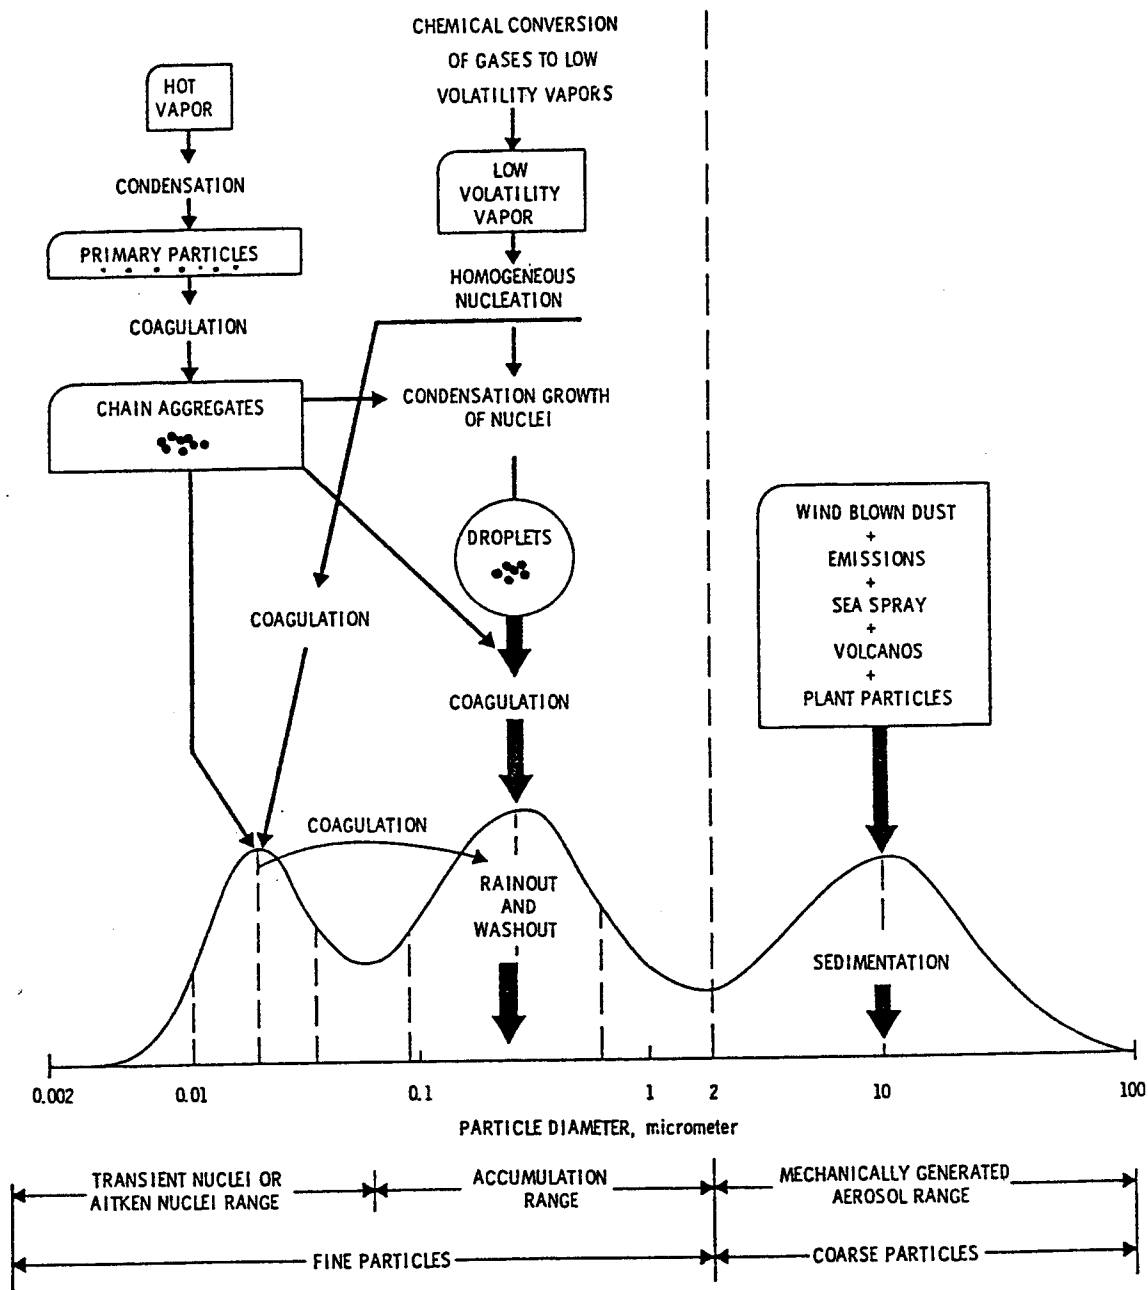 CHEMICAL CONVERSION
OF GASES TO LOW
VOLATILITY VAPORS
HOT
VAPOR
CONDENSATION
PRIMARY PARTICLES
COAGULATION
CHAIN AGGREGATES
LOW
VOLATILITY
VAPOR
HOMOGENEOUS
NUCLEATION
CONDENSATION GROWTH
OF NUCLEI
DROPLETS
COAGULATION
COAGULATION
WIND BLOWN DUST
+
EMISSIONS
+
SEA SPRAY
+
VOLCANOS
+
PLANT PARTICLES
COAGULATION
RAINOUT
AND
WASHOUT
SEDIMENTATION
0.002 0.01 0.1 1 2 10 100
PARTICLE DIAMETER, micrometer
TRANSIENT NUCLEI OR
AITKEN NUCLEI RANGE
ACCUMULATION
RANGE
MECHANICALLY GENERATED
AEROSOL RANGE
FINE PARTICLES
COARSE PARTICLES